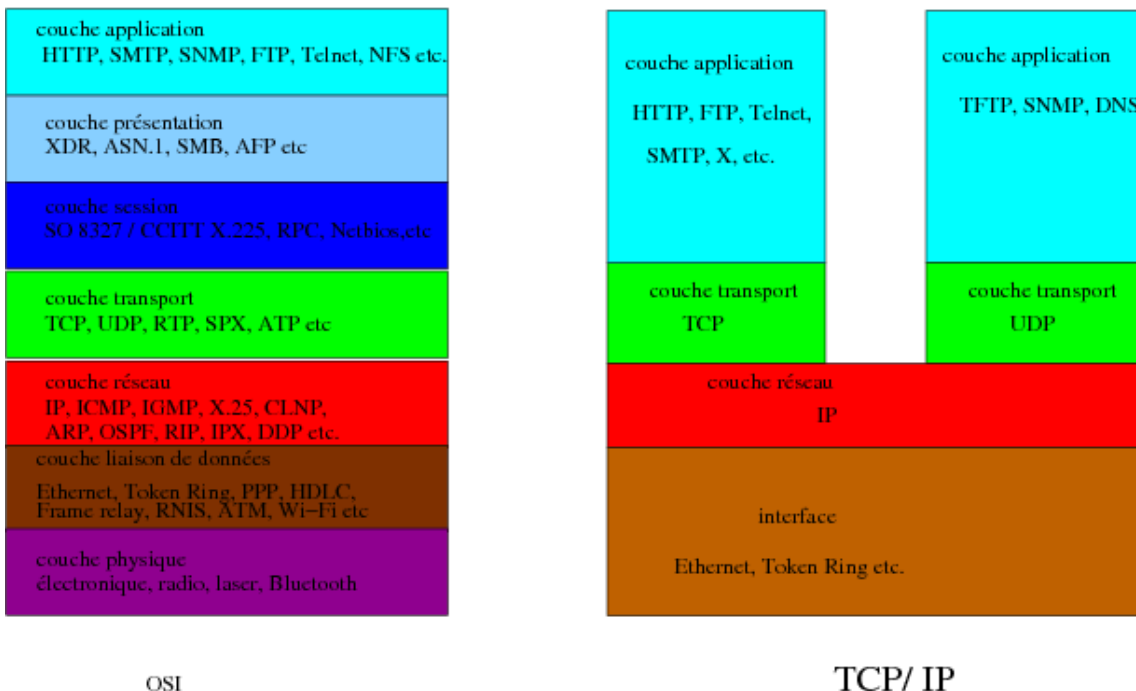 couche application
HTTP, SMTP, SNMP, FTP, Telnet, NFS etc.
couche présentation
XDR, ASN.1, SMB, AFP etc
couche session
SO 8327 / CCITT X.225, RPC, Netbios,etc
couche transport
TCP, UDP, RTP, SPX, ATP etc
couche réseau
IP, ICMP, IGMP, X.25, CLNP,
ARP, OSPF, RIP, IPX, DDP etc.
couche liaison de données
Ethernet, Token Ring, PPP, HDLC,
Frame relay, RNIS, ATM, Wi-Fi etc
couche physique
électronique, radio, laser, Bluetooth
OSI
couche application
HTTP, FTP, Telnet,
SMTP, X, etc.
couche transport
TCP
couche application
TFTP, SNMP, DNS
couche transport
UDP
couche réseau
IP
interface
Ethernet, Token Ring etc.
TCP/ IP